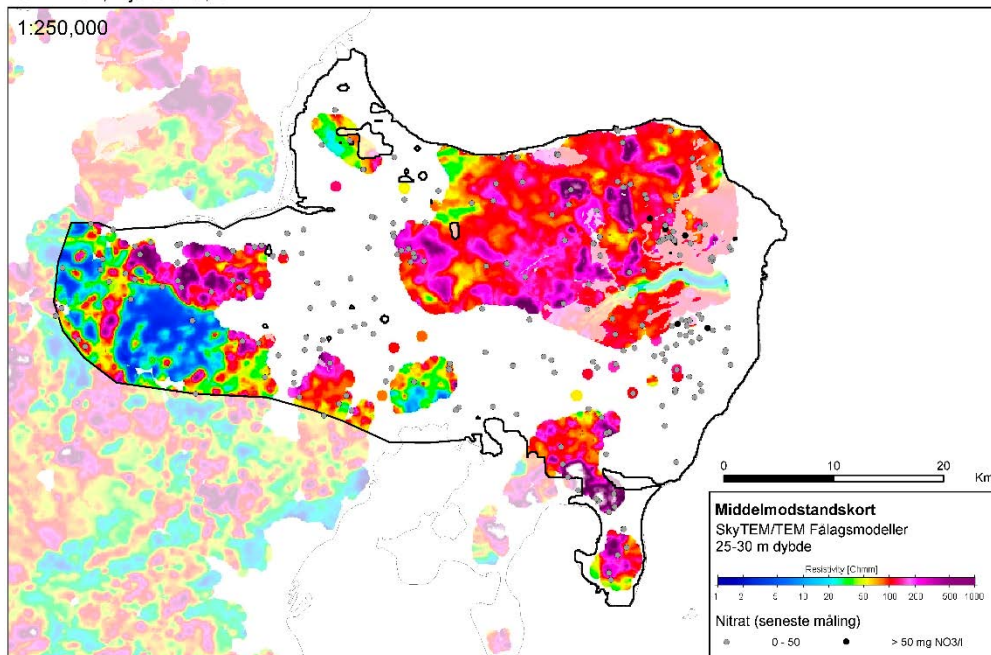 1:250,000
0
10
20
Km
Middelmodstandskort
SkyTEM/TEM Fålagsmodeller
25-30 m dybde
Resistivity [Ohmm]
1 2 5 10 20 50 100 200 500 1000
Nitrat (seneste måling)
0 - 50
> 50 mg NO3/l